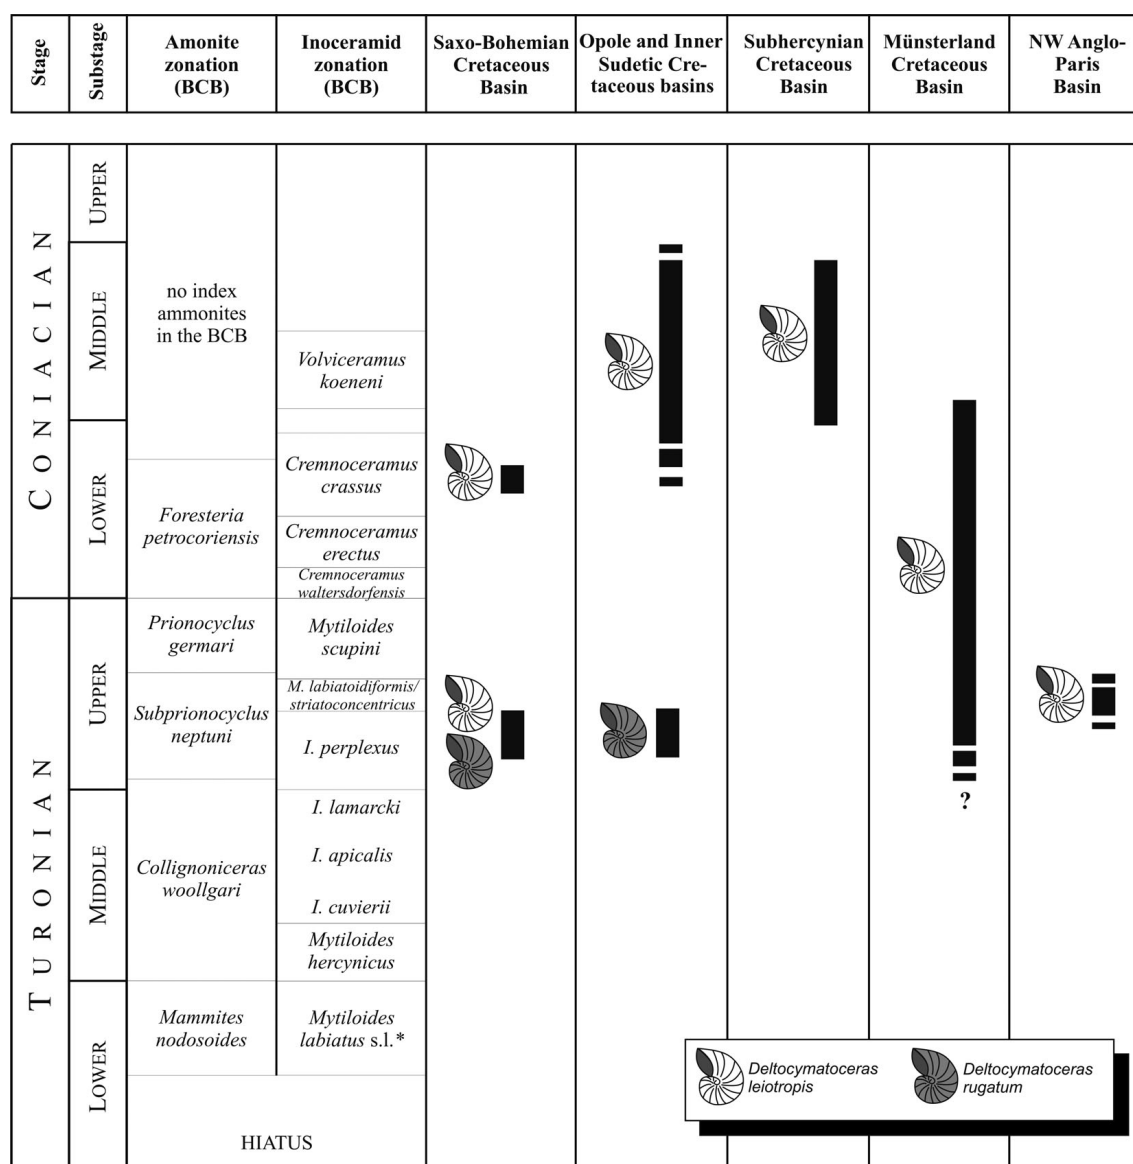 Stage
Substage
Amonite
zonation
(BCB)
Inoceramid
zonation
(BCB)
Saxo-Bohemian
Cretaceous
Basin
Opole and Inner
Sudetic Cre-
taceous basins
Subhercynian
Cretaceous
Basin
Münsterland
Cretaceous
Basin
NW Anglo-
Paris
Basin
CONIACIAN
UPPER
MIDDLE
LOWER
no index
ammonites
in the BCB
Foresteria
petrocoriensis
Volviceramus
koeneni
Cremnoceramus
crassus
Cremnoceramus
erectus
Cremnoceramus
waltersdorfensis
TURONIAN
UPPER
MIDDLE
LOWER
Prionocyclus
germari
Subprionocyclus
neptuni
Collignoniceras
woollgari
Mammites
nodosoides
Mytiloides
scupini
M. labiatoidiformis/
striatoconcentricus
I. perplexus
I. lamarcki
I. apicalis
I. cuvierii
Mytiloides
hercynicus
Mytiloides
labiatus s.l.*
HIATUS
?
Deltocymatoceras
leiotropis
Deltocymatoceras
rugatum